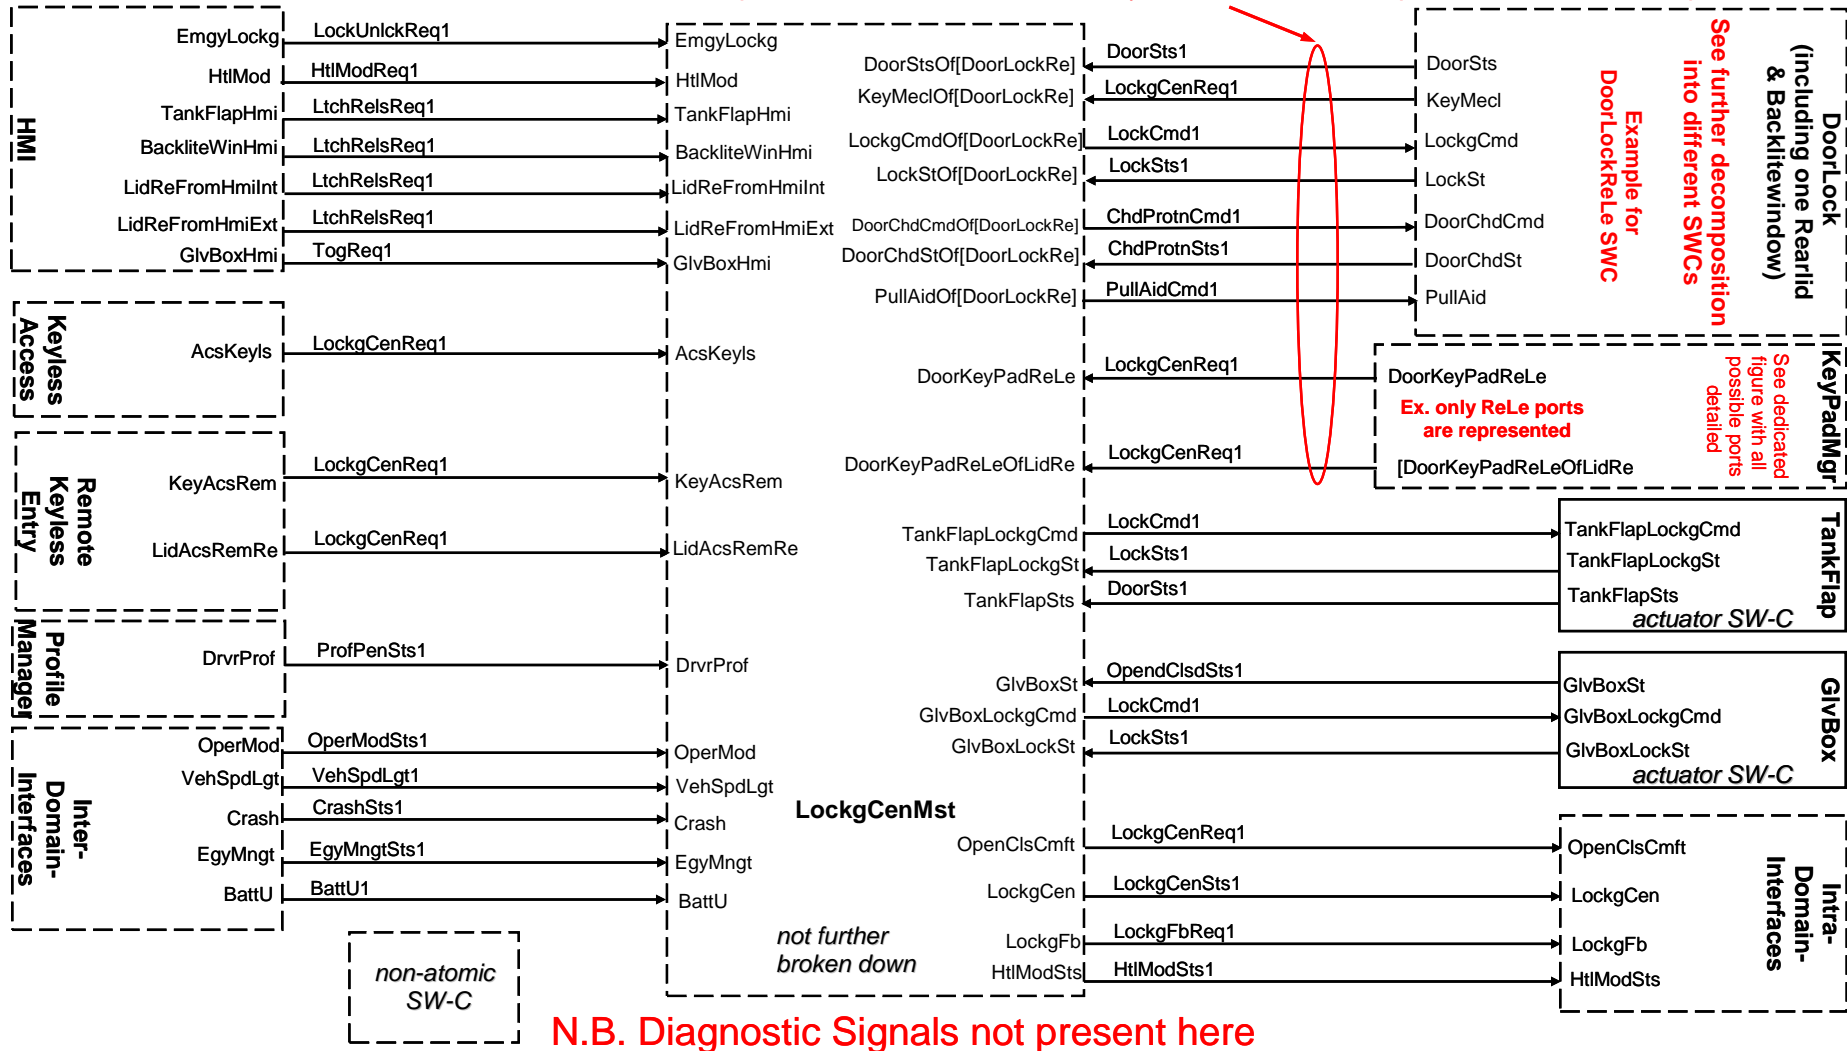 HMI
EmgyLockg
HtlMod
TankFlapHmi
BackliteWinHmi
LidReFromHmiInt
LidReFromHmiExt
GlvBoxHmi
LockUnlckReq1
HtlModReq1
LtchRelsReq1
LtchRelsReq1
LtchRelsReq1
LtchRelsReq1
TogReq1
EmgyLockg
HtlMod
TankFlapHmi
BackliteWinHmi
LidReFromHmiInt
LidReFromHmiExt
GlvBoxHmi
Keyless
Access
AcsKeyls
LockgCenReq1
AcsKeyls
Remote
Keyless
Entry
KeyAcsRem
LidAcsRemRe
LockgCenReq1
LockgCenReq1
KeyAcsRem
LidAcsRemRe
Profile
Manager
DrvrProf
ProfPenSts1
DrvrProf
Inter-
Domain-
Interfaces
OperMod
VehSpdLgt
Crash
EgyMngt
BattU
OperModSts1
VehSpdLgt1
CrashSts1
EgyMngtSts1
BattU1
OperMod
VehSpdLgt
Crash
EgyMngt
BattU
LockgCenMst
not further
broken down
non-atomic
SW-C
DoorStsOf[DoorLockRe]
KeyMeclOf[DoorLockRe]
LockgCmdOf[DoorLockRe]
LockStOf[DoorLockRe]
DoorChdCmdOf[DoorLockRe]
DoorChdStOf[DoorLockRe]
PullAidOf[DoorLockRe]
DoorSts1
LockgCenReq1
LockCmd1
LockSts1
ChdProtnCmd1
ChdProtnSts1
PullAidCmd1
DoorSts
KeyMecl
LockgCmd
LockSt
DoorChdCmd
DoorChdSt
PullAid
DoorLock
(including one Rearlid
& Backlitewindow)
See further decomposition
into different SWCs
Example for
DoorLockReLe SWC
DoorKeyPadReLe
DoorKeyPadReLeOfLidRe
LockgCenReq1
LockgCenReq1
DoorKeyPadReLe
Ex. only ReLe ports
are represented
[DoorKeyPadReLeOfLidRe
See dedicated
figure with all
possible ports
detailed
KeyPadMgr
TankFlapLockgCmd
TankFlapLockgSt
TankFlapSts
LockCmd1
LockSts1
DoorSts1
TankFlapLockgCmd
TankFlapLockgSt
TankFlapSts
actuator SW-C
TankFlap
GlvBoxSt
GlvBoxLockgCmd
GlvBoxLockSt
OpendClsdSts1
LockCmd1
LockSts1
GlvBoxSt
GlvBoxLockgCmd
GlvBoxLockSt
actuator SW-C
GlvBox
OpenClsCmft
LockgCen
LockgFb
HtlModSts
LockgCenReq1
LockgCenSts1
LockgFbReq1
HtlModSts1
OpenClsCmft
LockgCen
LockgFb
HtlModSts
Intra-
Domain-
Interfaces
N.B. Diagnostic Signals not present here